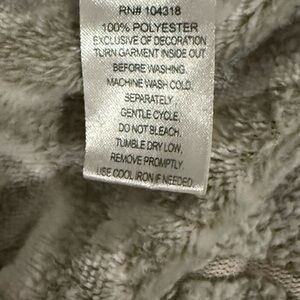 RN# 104318
100% POLYESTER
EXCLUSIVE OF DECORATION
TURN GARMENT INSIDE OUT
BEFORE WASHING.
MACHINE WASH COLD.
SEPARATELY
GENTLE CYCLE,
DO NOT BLEACH.
TUMBLE DRY LOW,
REMOVE PROMPTLY.
USE COOL IRON IF NEEDED